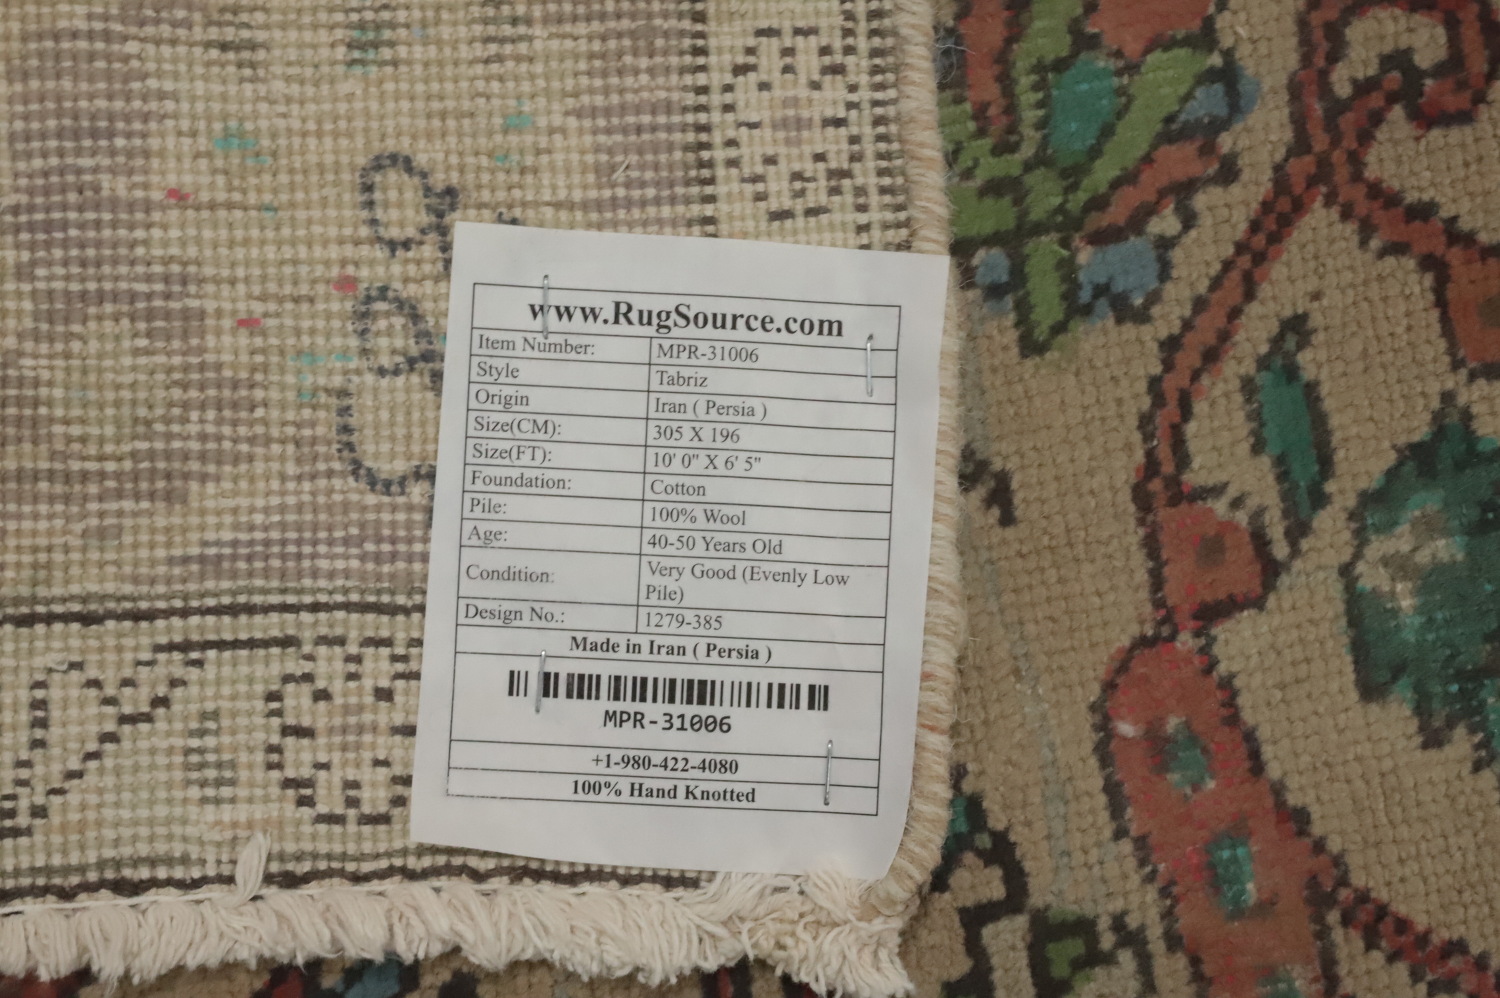 www.RugSource.com
Item Number: MPR-31006
Style Tabriz
Origin Iran ( Persia )
Size(CM): 305 X 196
Size(FT): 10' 0" X 6' 5"
Foundation: Cotton
Pile: 100% Wool
Age: 40-50 Years Old
Condition: Very Good (Evenly Low
Pile)
Design No.: 1279-385
Made in Iran ( Persia )
MPR-31006
+1-980-422-4080
100% Hand Knotted